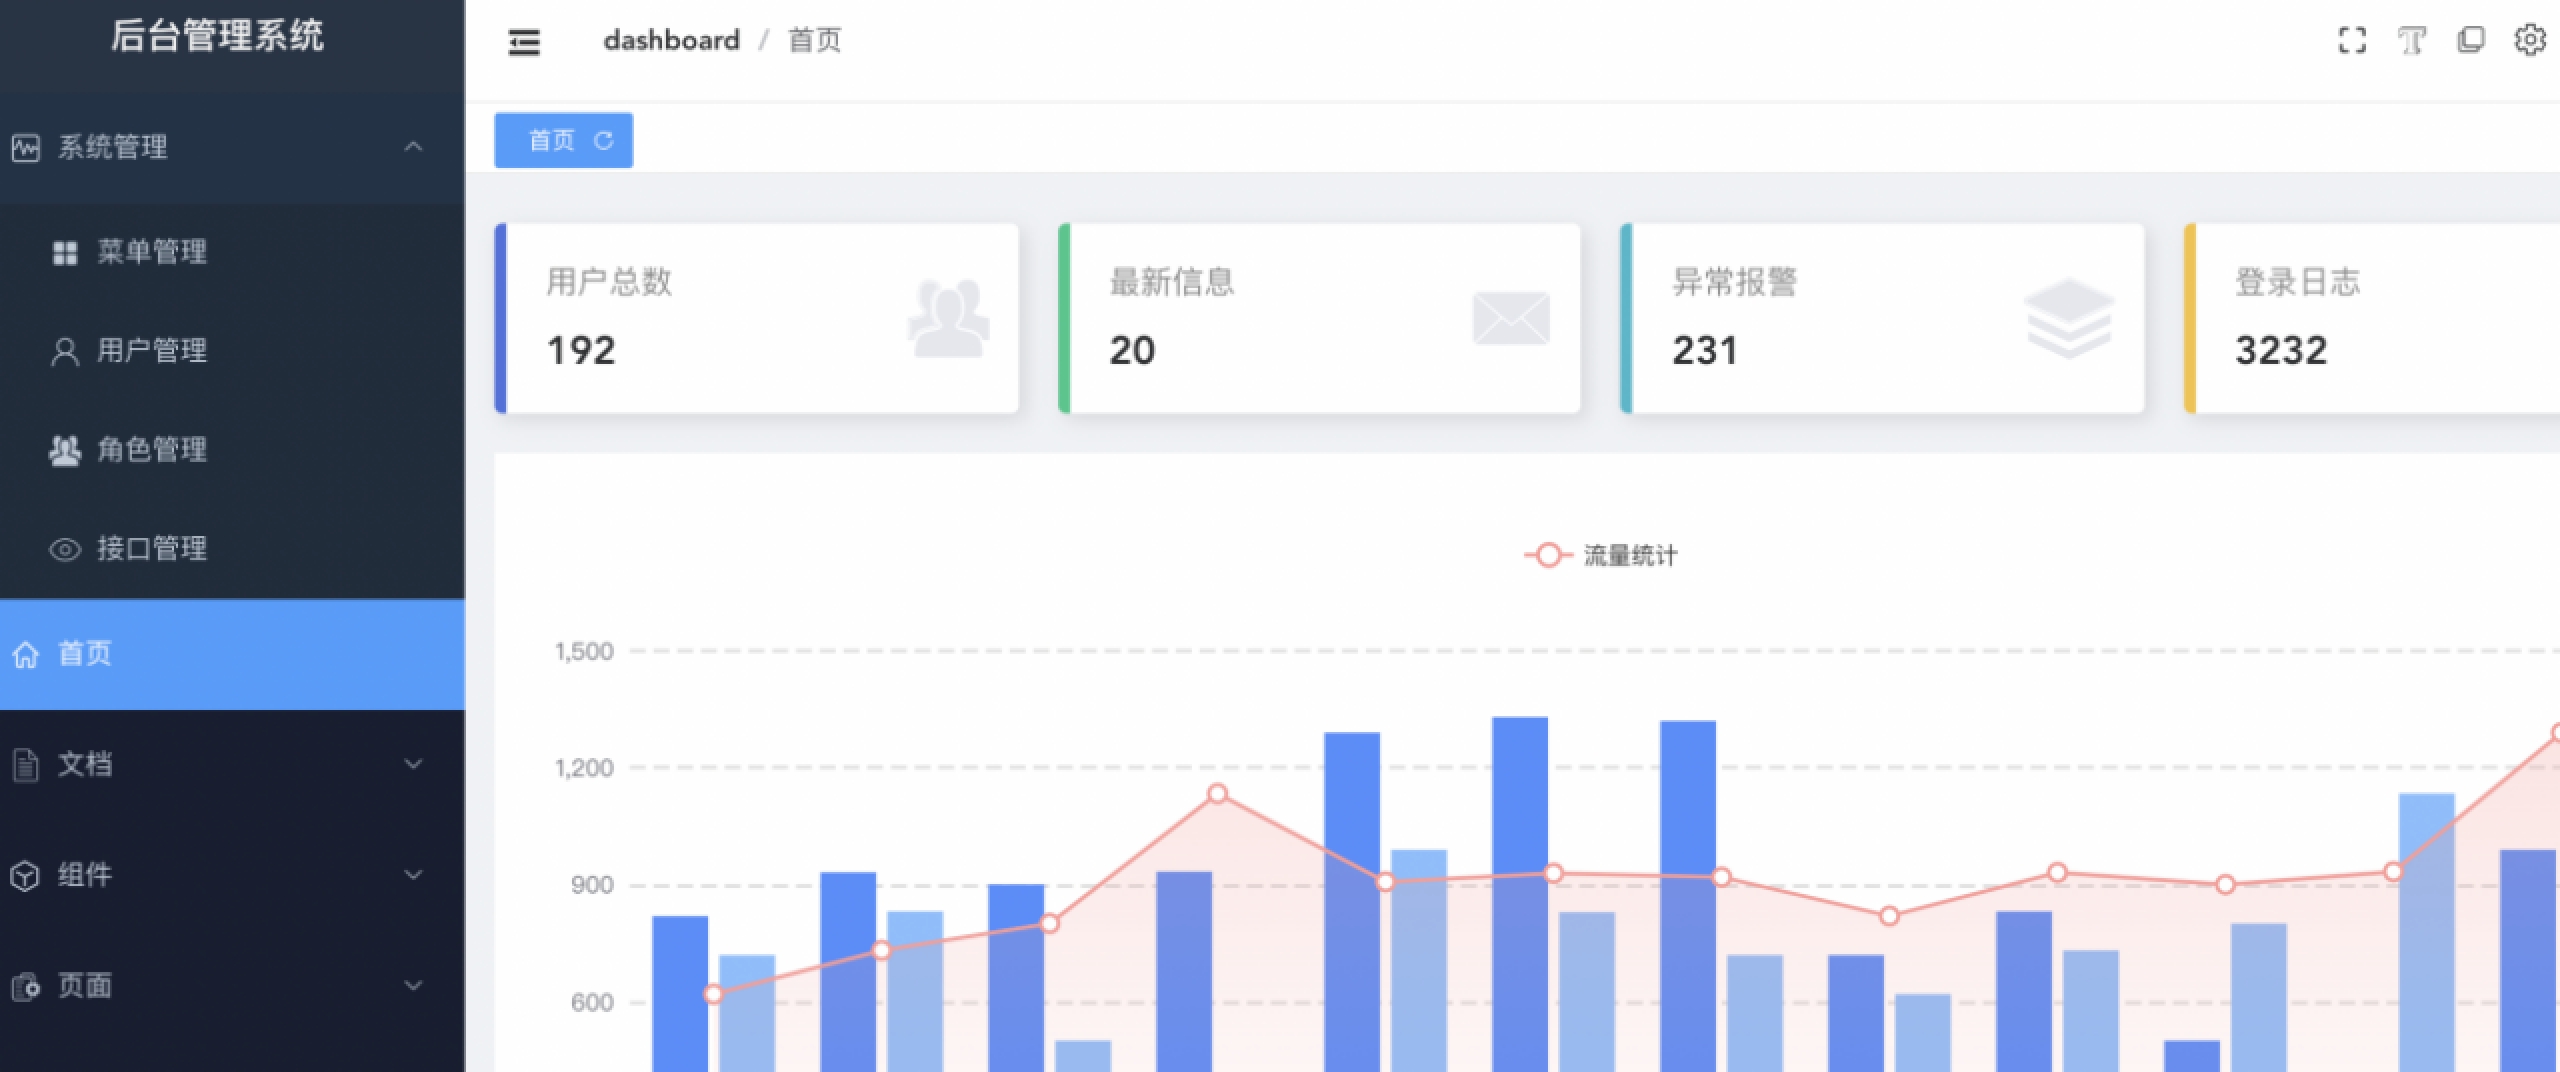 后台管理系统
系统管理
菜单管理
用户管理
角色管理
接口管理
首页
文档
组件
页面
dashboard / 首页
首页
用户总数
192
最新信息
20
异常报警
231
登录日志
3232
流量统计
1,500
1,200
900
600